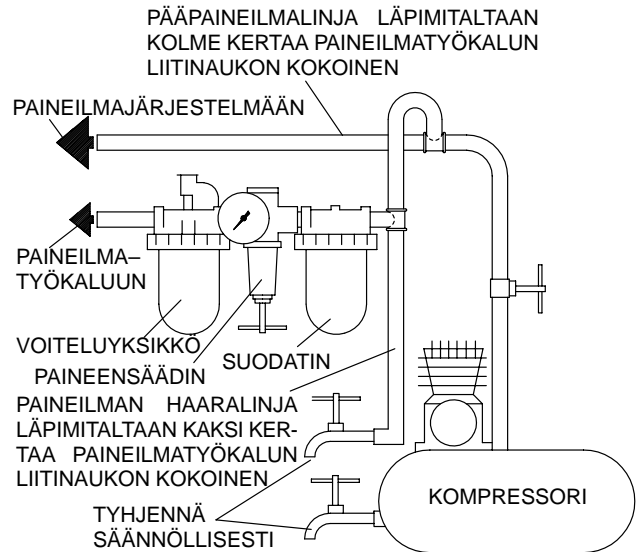 PÄÄPAINEILMALINJA LÄPIMITALTAAN
KOLME KERTAA PAINEILMATYÖKALUN
LIITINAUKON KOKOINEN
PAINEILMAJÄRJESTELMÄÄN
PAINEILMA–
TYÖKALUUN
VOITELUYKSIKKÖ
SUODATIN
PAINEENSÄÄDIN
PAINEILMAN HAARALINJA
LÄPIMITALTAAN KAKSI KER-
TAA PAINEILMATYÖKALUN
LIITINAUKON KOKOINEN
KOMPRESSORI
TYHJENNÄ
SÄÄNNÖLLISESTI